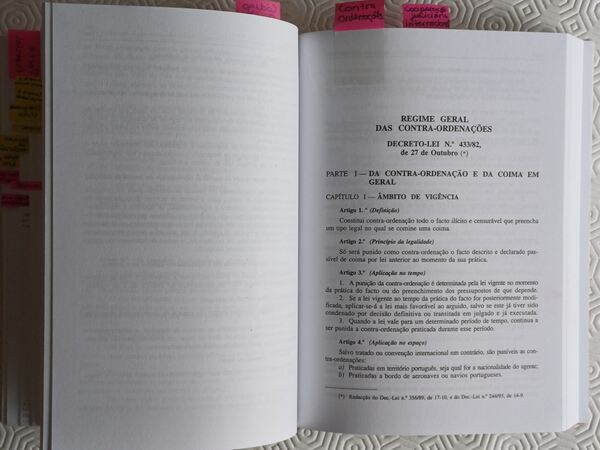 Contra
Ordenações
REGIME GERAL
DAS CONTRA-ORDENAÇÕES
DECRETO-LEI N.º 433/82,
de 27 de Outubro (*)
PARTE I — DA CONTRA-ORDENAÇÃO E DA COIMA EM
GERAL
CAPÍTULO I — ÂMBITO DE VIGÊNCIA
Artigo 1.º (Definição)
Constitui contra-ordenação todo o facto ilícito e censurável que preencha
um tipo legal no qual se comine uma coima.
Artigo 2.º (Princípio da legalidade)
Só será punido como contra-ordenação o facto descrito e declarado pas-
sível de coima por lei anterior ao momento da sua prática.
Artigo 3.º (Aplicação no tempo)
1. A punição da contra-ordenação é determinada pela lei vigente no momento
da prática do facto ou do preenchimento dos pressupostos de que depende.
2. Se a lei vigente ao tempo da prática do facto for posteriormente modi-
ficada, aplicar-se-á a lei mais favorável ao arguido, salvo se este já tiver sido
condenado por decisão definitiva ou transitada em julgado e já executada.
3. Quando a lei vale para um determinado período de tempo, continua a
ser punida a contra-ordenação praticada durante esse período.
Artigo 4.º (Aplicação no espaço)
Salvo tratado ou convenção internacional em contrário, são puníveis as con-
tra-ordenações:
a) Praticadas em território português, seja qual for a nacionalidade do agente;
b) Praticadas a bordo de aeronaves ou navios portugueses.
(*) Redacção do Dec.-Lei n.º 356/89, de 17-10, e do Dec.-Lei n.º 244/95, de 14-9.